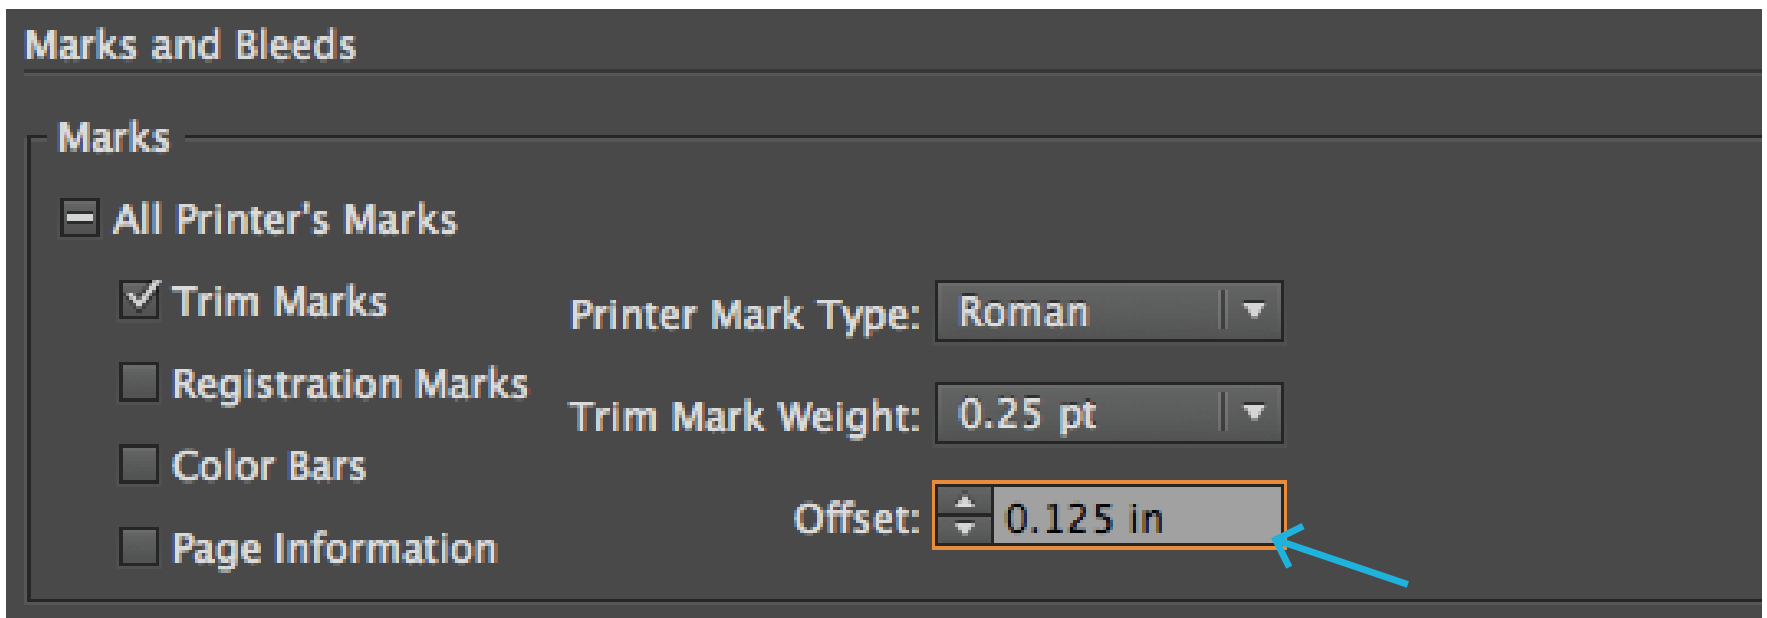 Marks and Bleeds
Marks
All Printer's Marks
Trim Marks
Printer Mark Type: Roman
Registration Marks
Trim Mark Weight: 0.25 pt
Color Bars
Offset: 0.125 in
Page Information